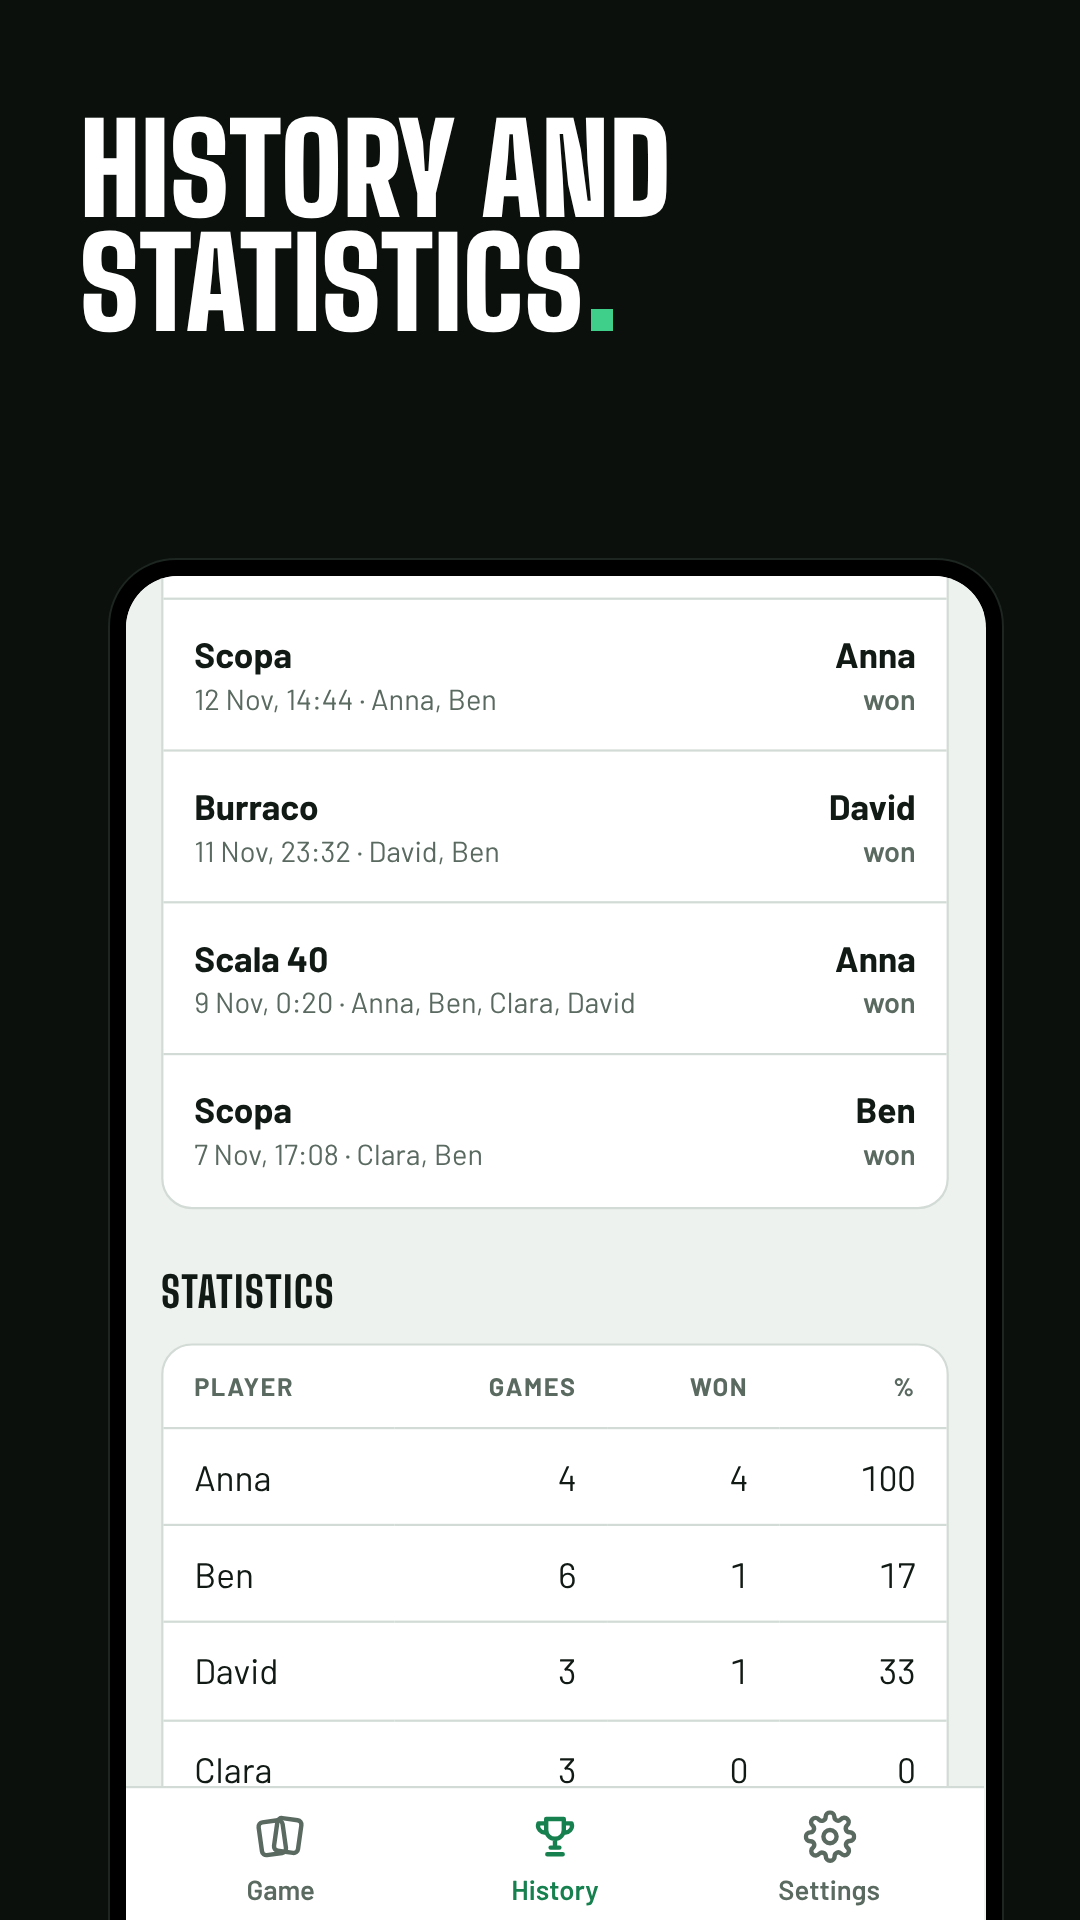 HISTORY AND
STATISTICS.
Scopa Anna
12 Nov, 14:44 · Anna, Ben won
Burraco David
11 Nov, 23:32 · David, Ben won
Scala 40 Anna
9 Nov, 0:20 · Anna, Ben, Clara, David won
Scopa Ben
7 Nov, 17:08 · Clara, Ben won
STATISTICS
PLAYER GAMES WON %
Anna 4 4 100
Ben 6 1 17
David 3 1 33
Clara 3 0 0
Game History Settings